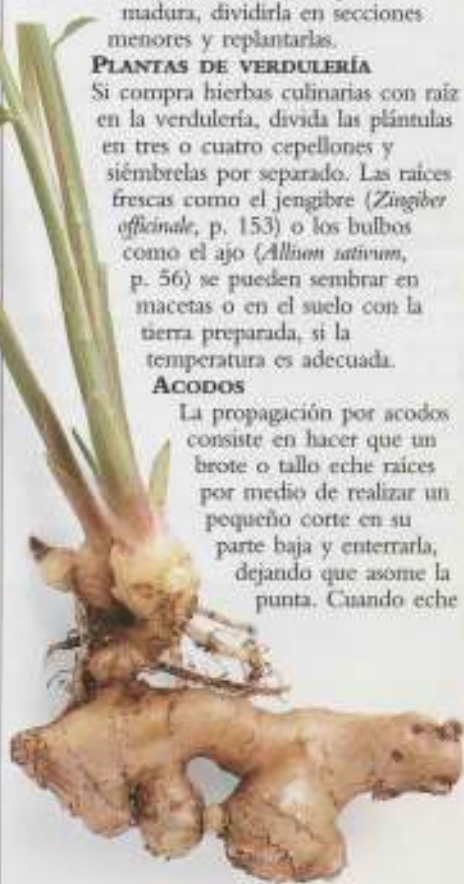 madura, dividirla en secciones
menores y replantarlas.
PLANTAS DE VERDULERÍA
Si compra hierbas culinarias con raíz
en la verdulería, divida las plántulas
en tres o cuatro cepellones y
siémbrelas por separado. Las raíces
frescas como el jengibre (Zingiber
officinale, p. 153) o los bulbos
como el ajo (Allium sativum,
p. 56) se pueden sembrar en
macetas o en el suelo con la
tierra preparada, si la
temperatura es adecuada.
ACODOS
La propagación por acodos
consiste en hacer que un
brote o tallo eche raíces
por medio de realizar un
pequeño corte en su
parte baja y enterrarla,
dejando que asome la
punta. Cuando eche